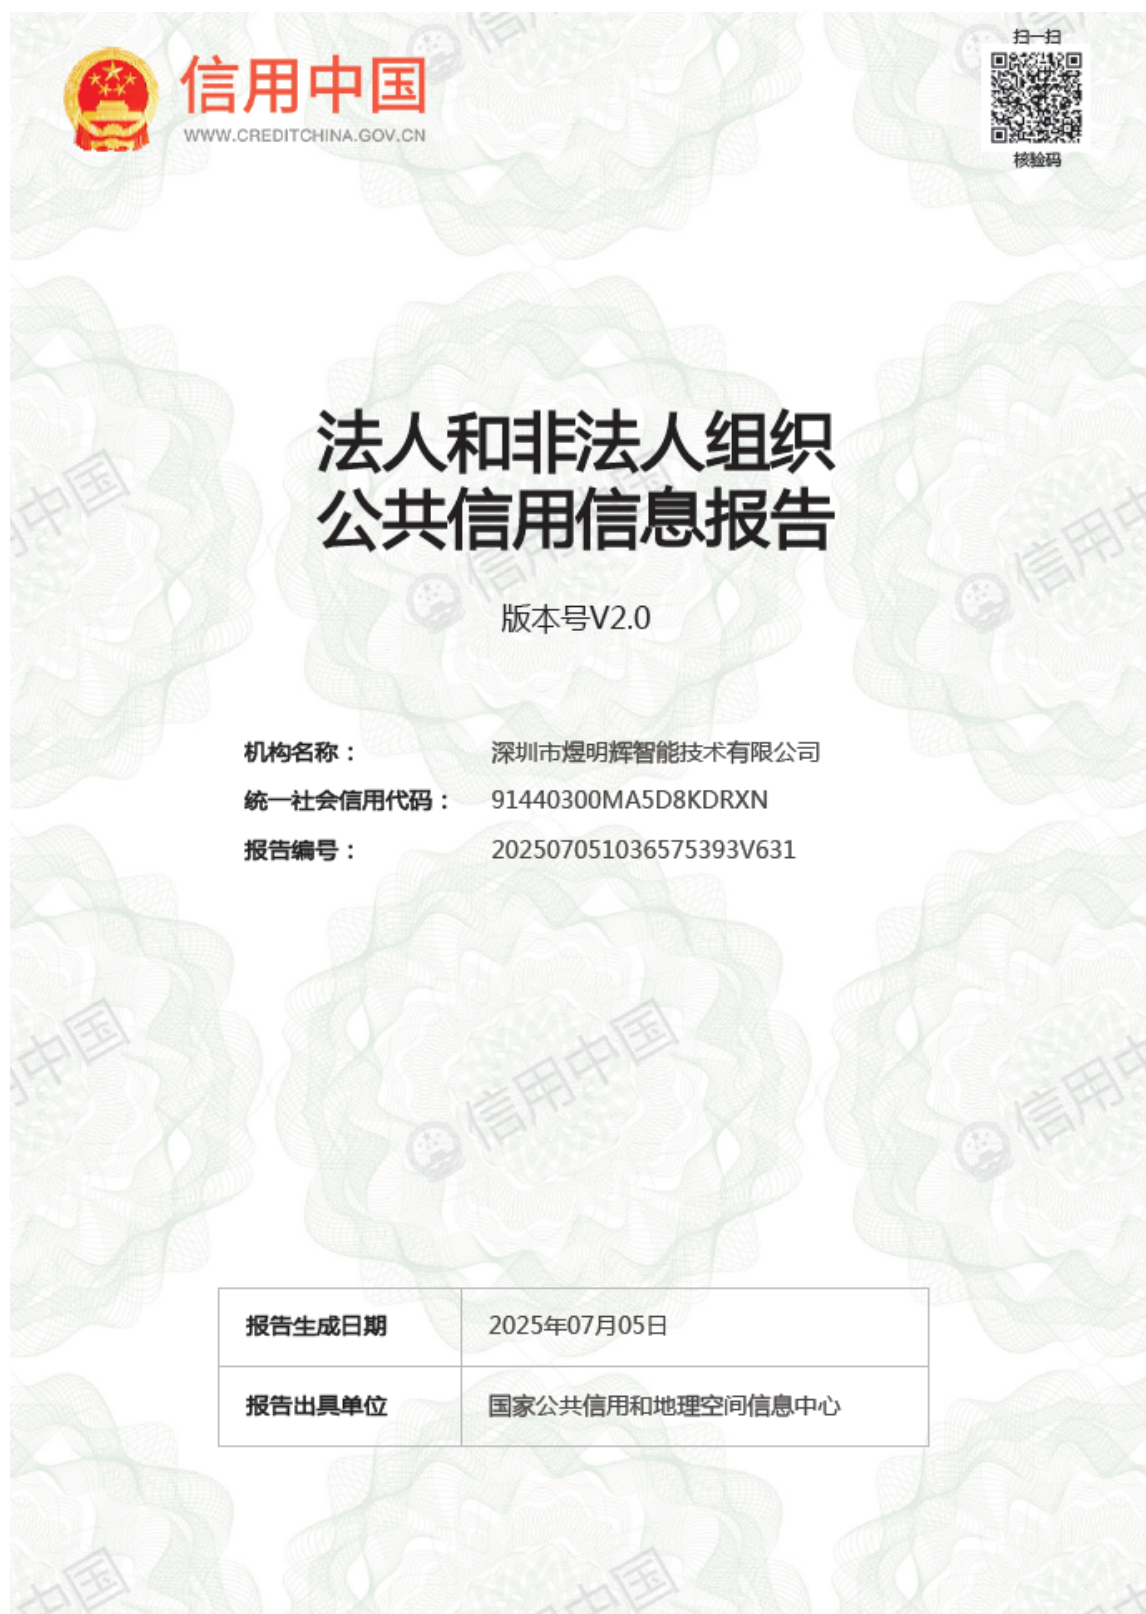 信用中国
WWW.CREDITCHINA.GOV.CN
扫一扫
核验码
法人和非法人组织
公共信用信息报告
版本号V2.0
机构名称： 深圳市煜明辉智能技术有限公司
统一社会信用代码： 91440300MA5D8KDRXN
报告编号： 202507051036575393V631
报告生成日期 2025年07月05日
报告出具单位 国家公共信用和地理空间信息中心